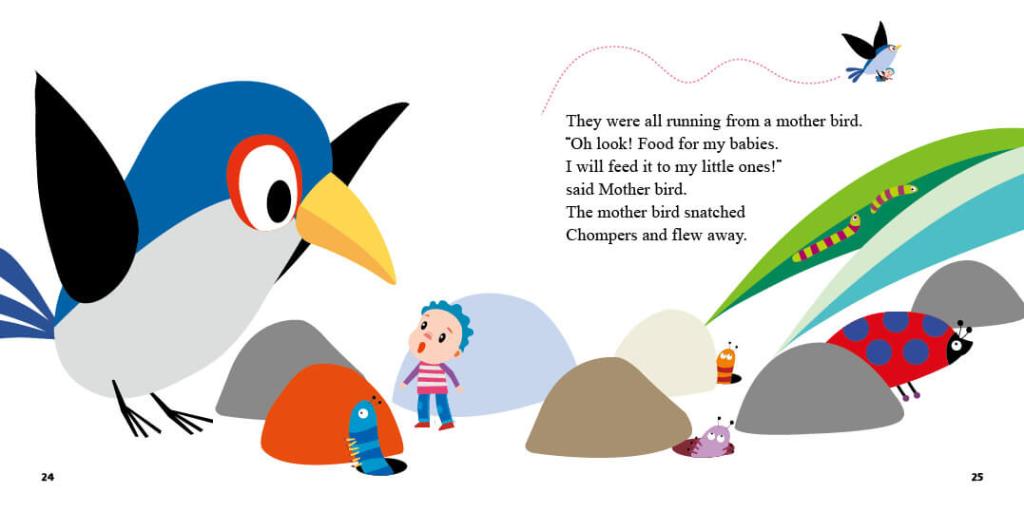 They were all running from a mother bird.
"Oh look! Food for my babies.
I will feed it to my little ones!"
said Mother bird.
The mother bird snatched
Chompers and flew away.
24
25